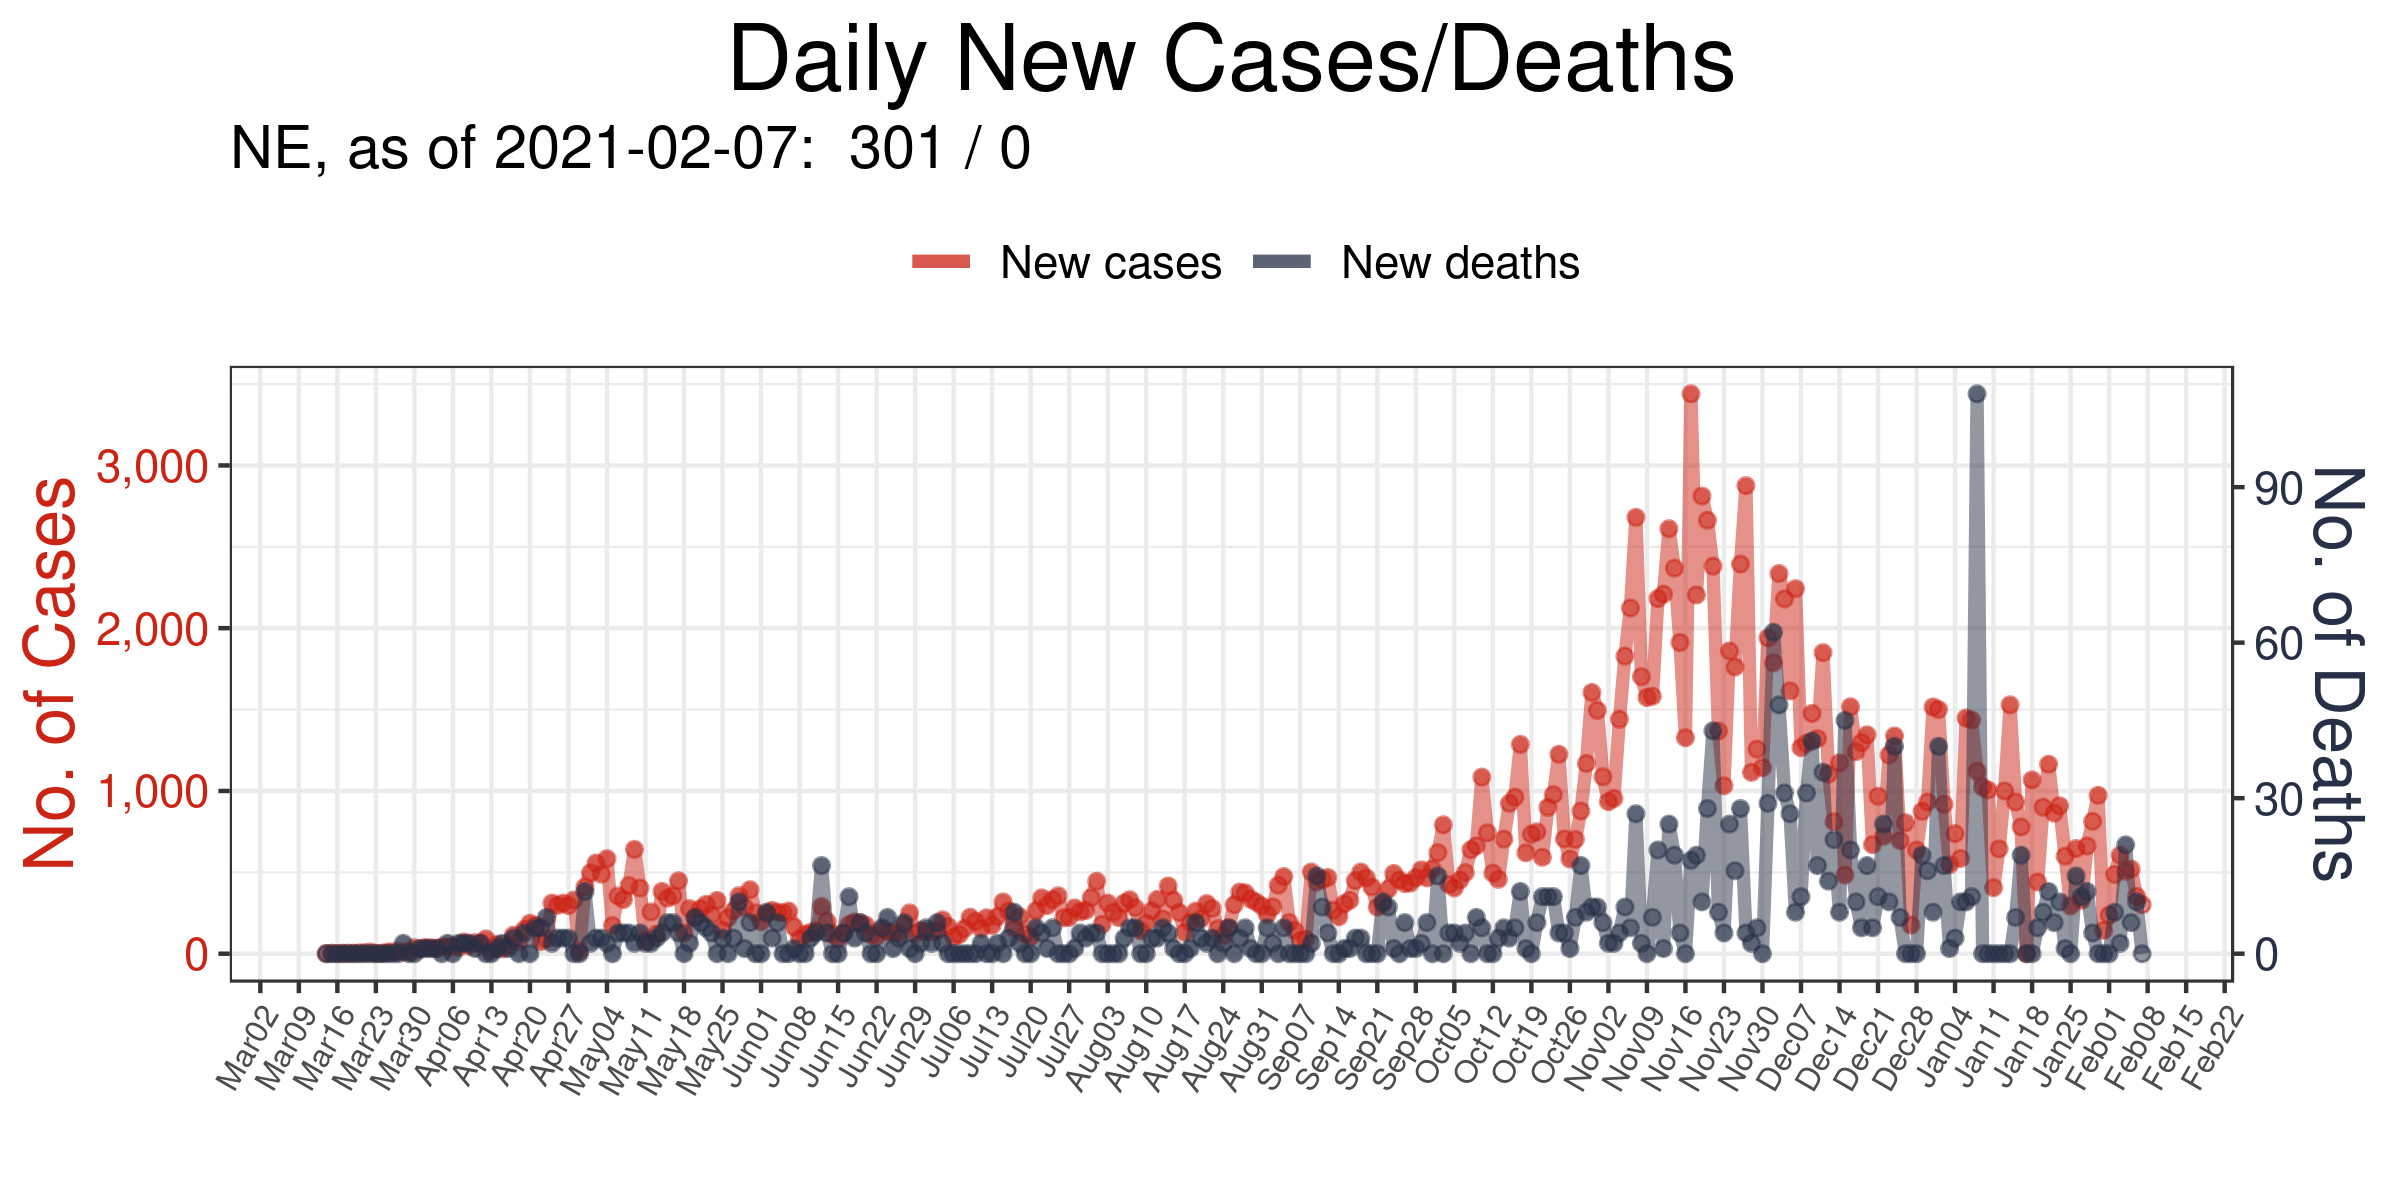 Daily New Cases/Deaths
NE, as of 2021-02-07:  301 / 0
New cases
New deaths
No. of Cases
3,000
2,000
1,000
0
90
60
30
0
No. of Deaths
Mar02
Mar09
Mar16
Mar23
Mar30
Apr06
Apr13
Apr20
Apr27
May04
May11
May18
May25
Jun01
Jun08
Jun15
Jun22
Jun29
Jul06
Jul13
Jul20
Jul27
Aug03
Aug10
Aug17
Aug24
Aug31
Sep07
Sep14
Sep21
Sep28
Oct05
Oct12
Oct19
Oct26
Nov02
Nov09
Nov16
Nov23
Nov30
Dec07
Dec14
Dec21
Dec28
Jan04
Jan11
Jan18
Jan25
Feb01
Feb08
Feb15
Feb22